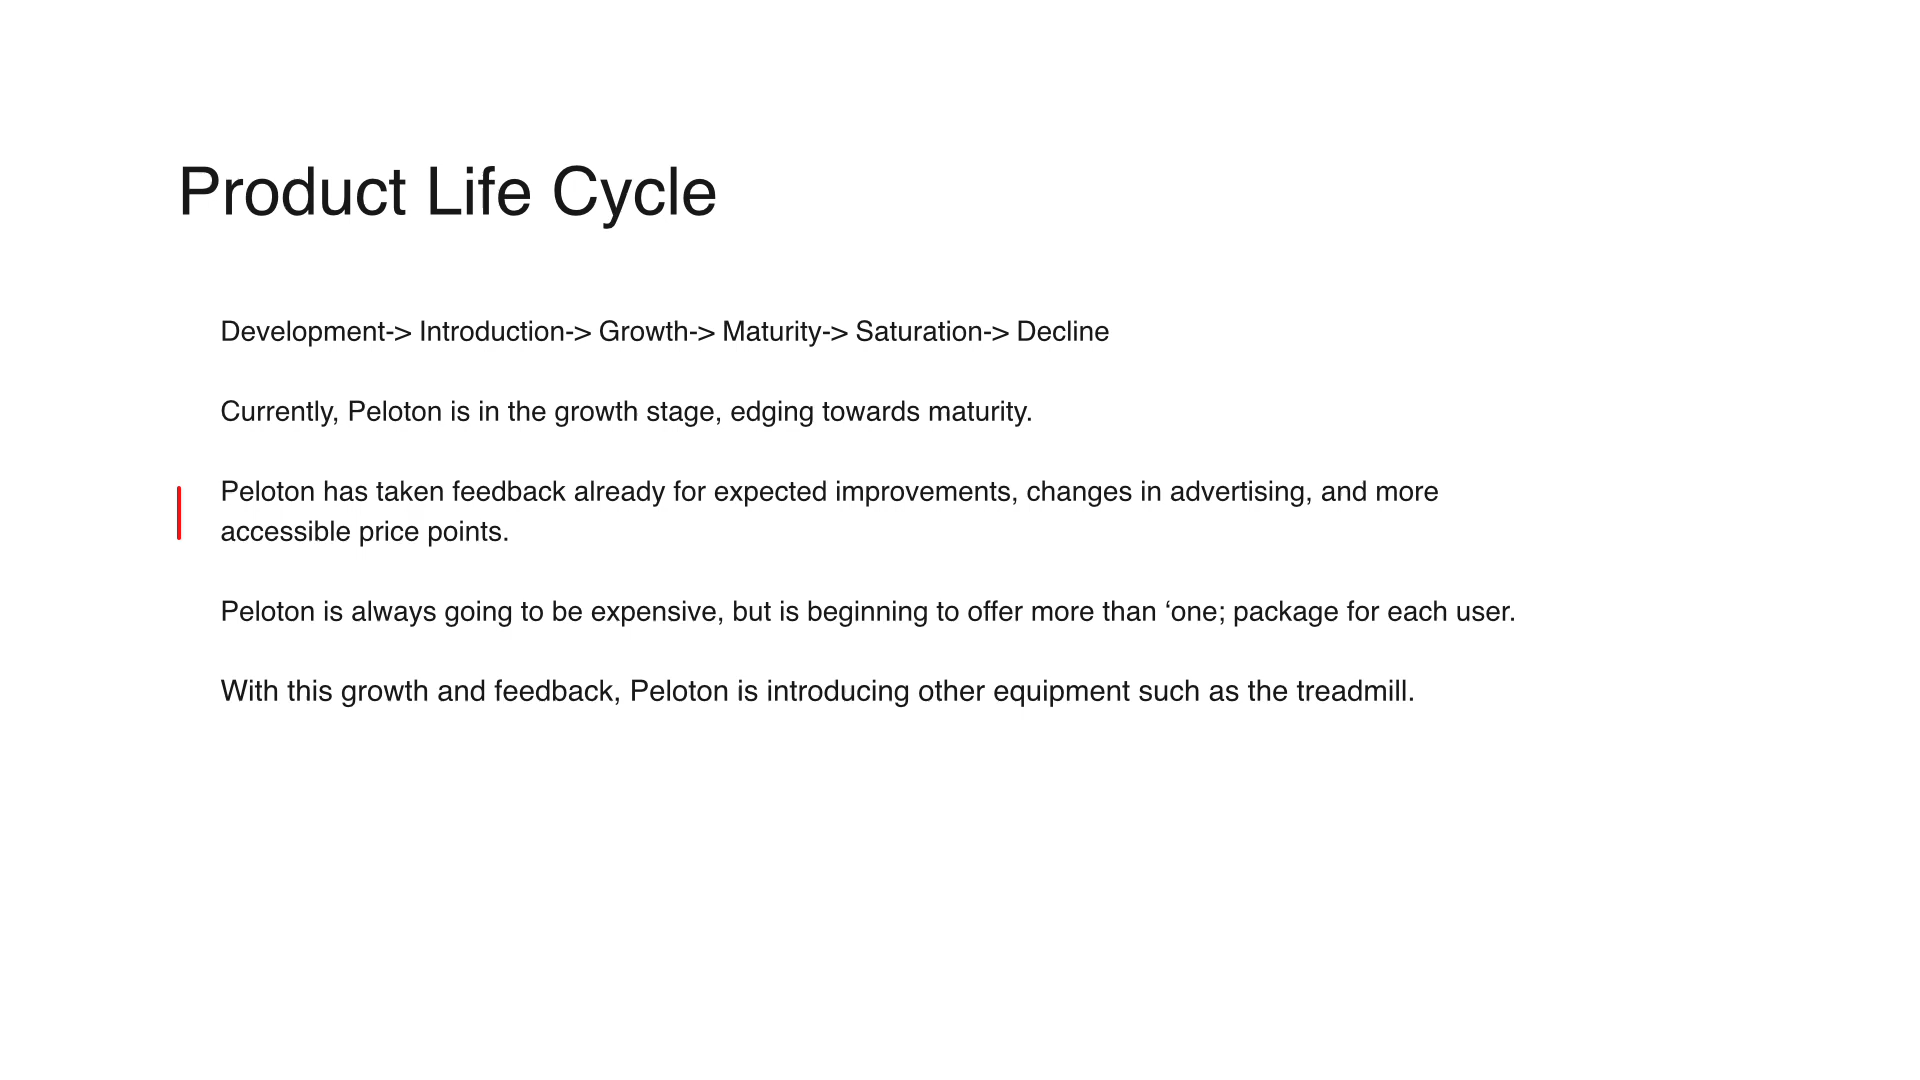 Product Life Cycle
Development-> Introduction-> Growth-> Maturity-> Saturation-> Decline
Currently, Peloton is in the growth stage, edging towards maturity.
Peloton has taken feedback already for expected improvements, changes in advertising, and more
accessible price points.
Peloton is always going to be expensive, but is beginning to offer more than ‘one; package for each user.
With this growth and feedback, Peloton is introducing other equipment such as the treadmill.